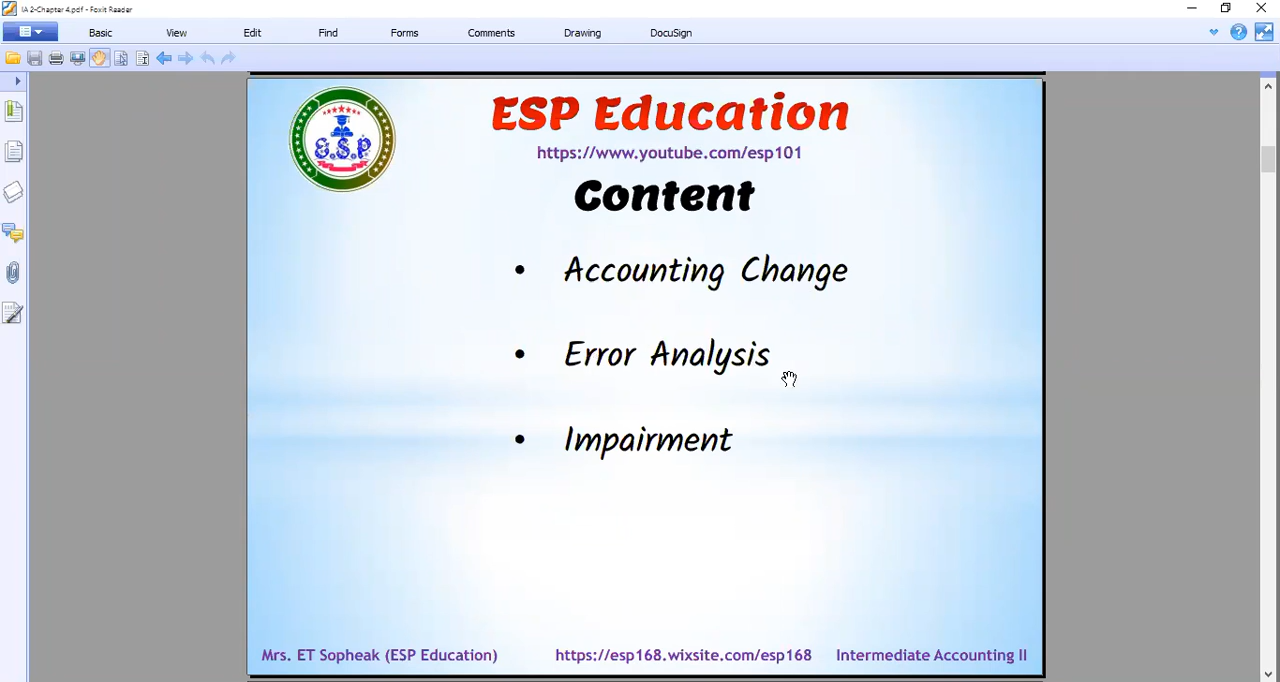 IA 2-Chapter 4.pdf - Foxit Reader
Basic View Edit Find Forms Comments Drawing DocuSign
ESP Education
https://www.youtube.com/esp101
E.S.P
Content
• Accounting Change
• Error Analysis
• Impairment
Mrs. ET Sopheak (ESP Education) https://esp168.wixsite.com/esp168 Intermediate Accounting II